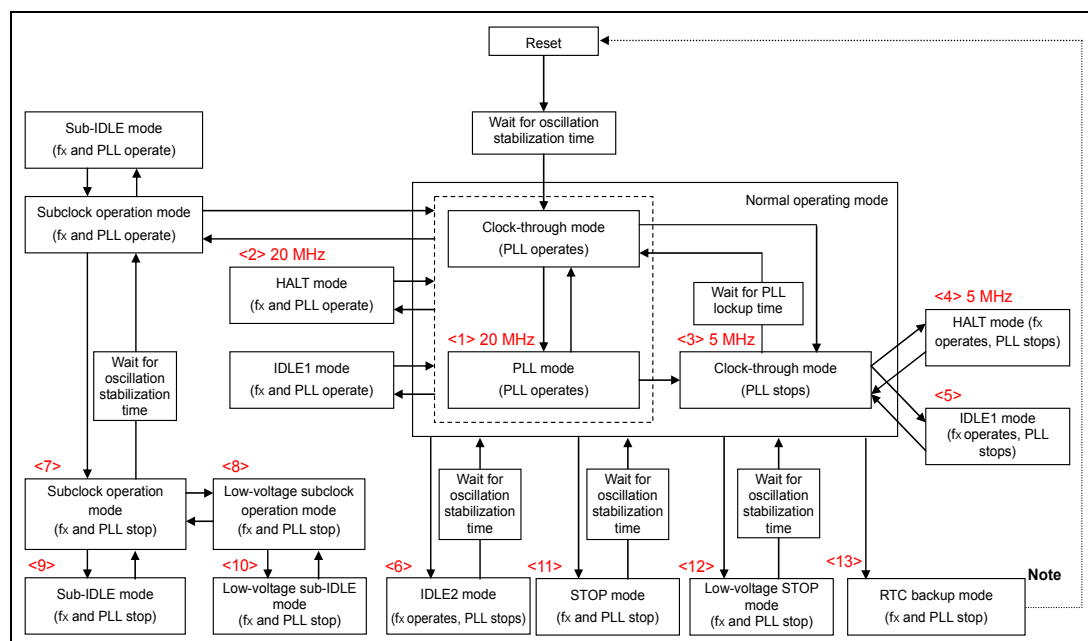 Reset
Wait for oscillation
stabilization time
Sub-IDLE mode
(fx and PLL operate)
Subclock operation mode
(fx and PLL operate)
Normal operating mode
Clock-through mode
(PLL operates)
<2> 20 MHz
HALT mode
(fx and PLL operate)
Wait for PLL
lockup time
<4> 5 MHz
HALT mode (fx
operates, PLL stops)
<1> 20 MHz
<3> 5 MHz
Wait for
oscillation
stabilization
time
IDLE1 mode
(fx and PLL operate)
PLL mode
(PLL operates)
Clock-through mode
(PLL stops)
<5>
IDLE1 mode
(fx operates, PLL
stops)
<7>
Subclock operation
mode
(fx and PLL stop)
<8>
Low-voltage subclock
operation mode
(fx and PLL stop)
Wait for
oscillation
stabilization
time
Wait for
oscillation
stabilization
time
Wait for
oscillation
stabilization
time
<9>
Sub-IDLE mode
(fx and PLL stop)
<10>
Low-voltage sub-IDLE
mode
(fx and PLL stop)
<6>
IDLE2 mode
(fx operates, PLL stops)
<11>
STOP mode
(fx and PLL stop)
<12>
Low-voltage STOP
mode
(fx and PLL stop)
<13>
RTC backup mode
(fx and PLL stop)
Note